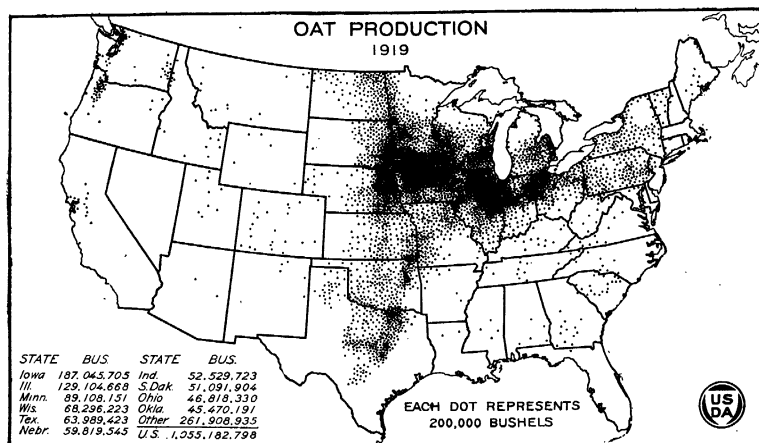 OAT PRODUCTION
1919
STATE BUS. STATE BUS.
Iowa 187.045.705 Ind. 52.529.723
Ill. 129.104.668 S.Dak. 51.091.904
Minn. 89.108.151 Ohio 46.818.330
Wis. 68.296.223 Okla. 45.470.191
Tex. 63.989.423 Other 261.908.935
Nebr. 59.819.545 U.S. 1.055.182.798
EACH DOT REPRESENTS
200,000 BUSHELS
US
DA